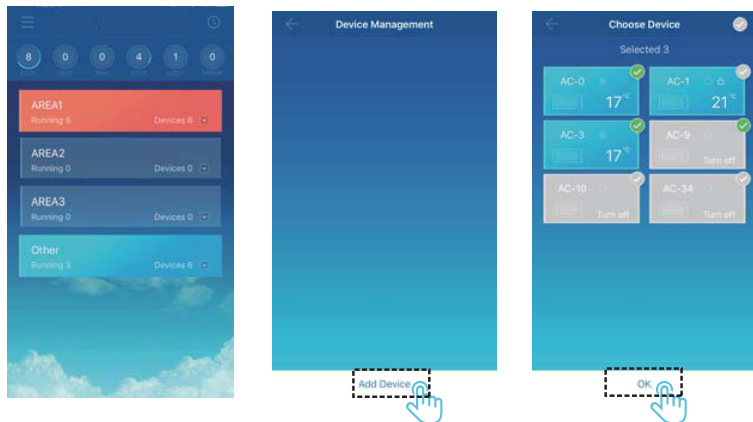 8 0 0 4 1 0
AREA1
Running 5 Devices 6
AREA2
Running 0 Devices 0
AREA3
Running 0 Devices 0
Other
Running 3 Devices 6
Device Management
Add Device
Choose Device
Selected 3
AC-0 AC-1
17℃ 21℃
AC-3 AC-9
17℃ Turn off
AC-10 AC-34
Turn off Turn off
OK